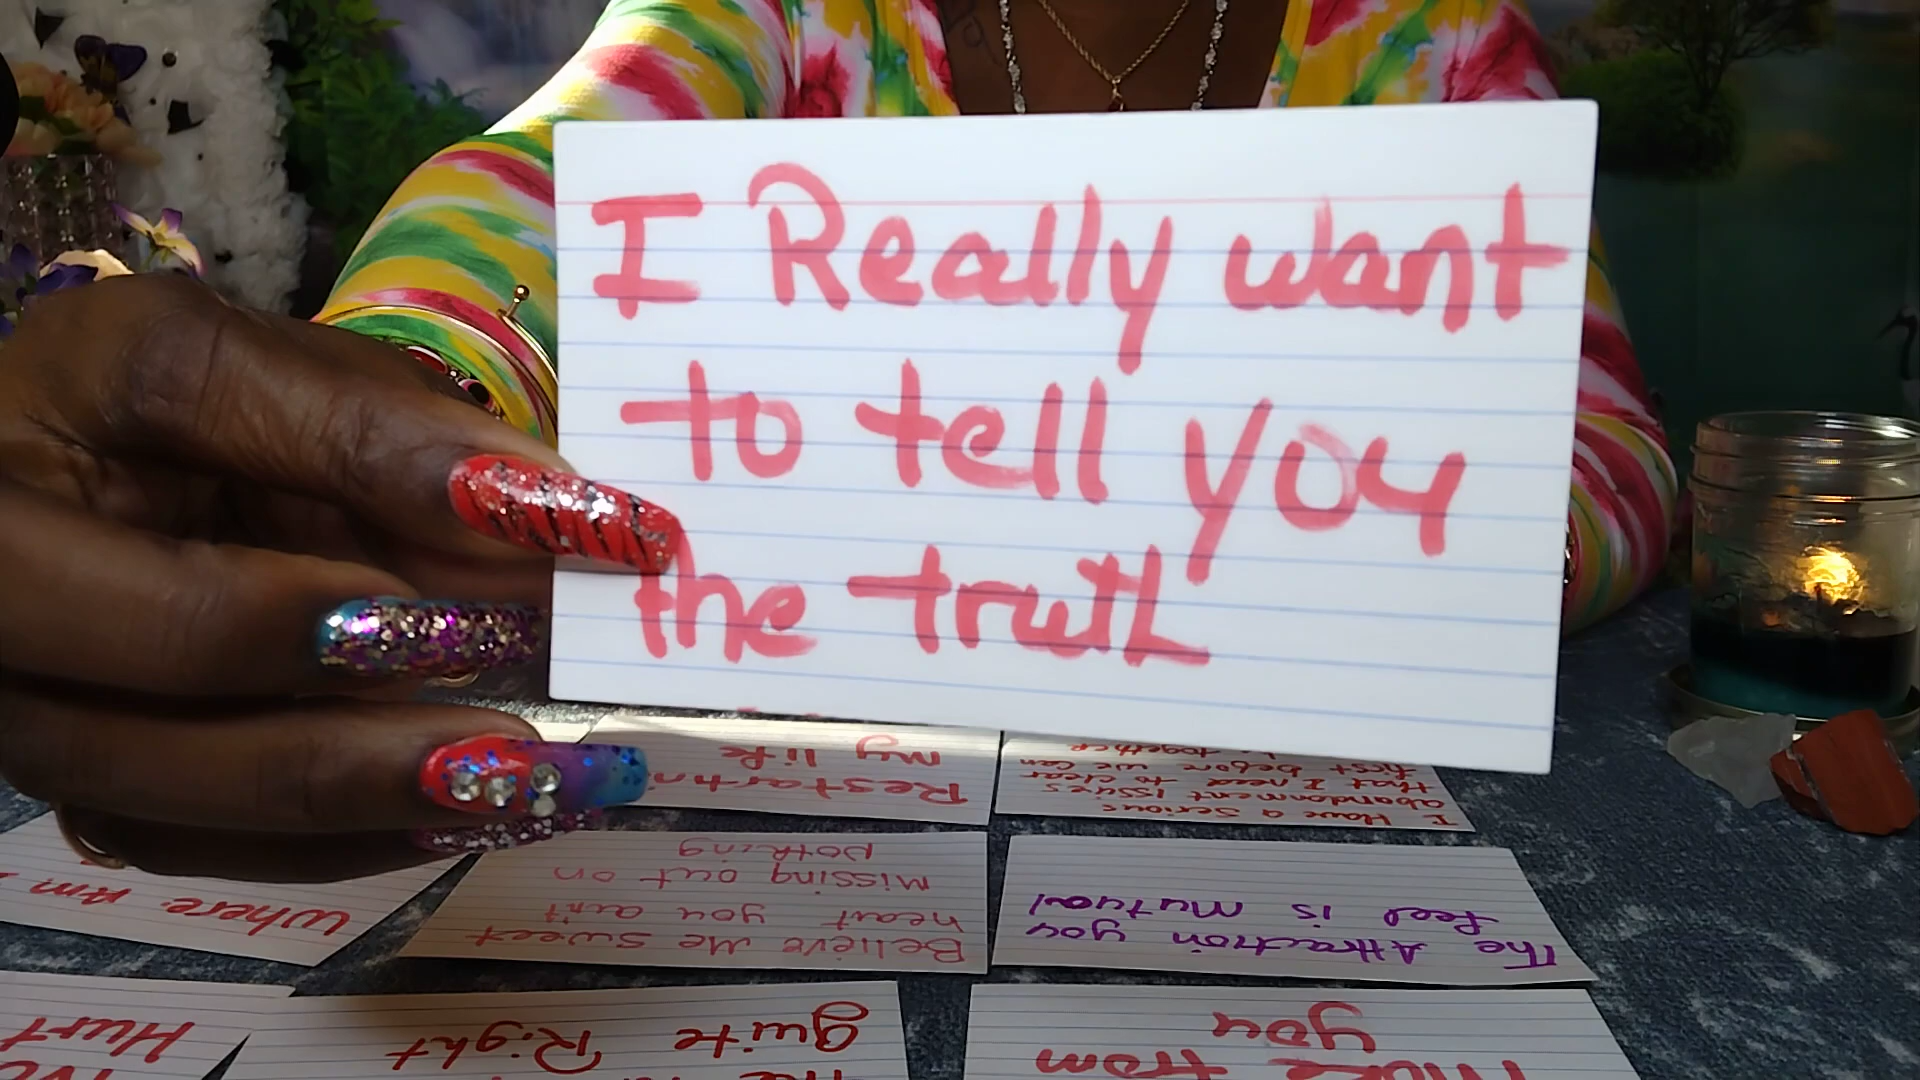 I Really want
to tell you
the truth
my life
I Have a serious
abandonment issues
that I need to clear
first before we can
be together
where
Believe Me sweet
heart you ain't
missing out on
nothing
The Attraction you
feel is mutual
Hurt
quite Right
from
you